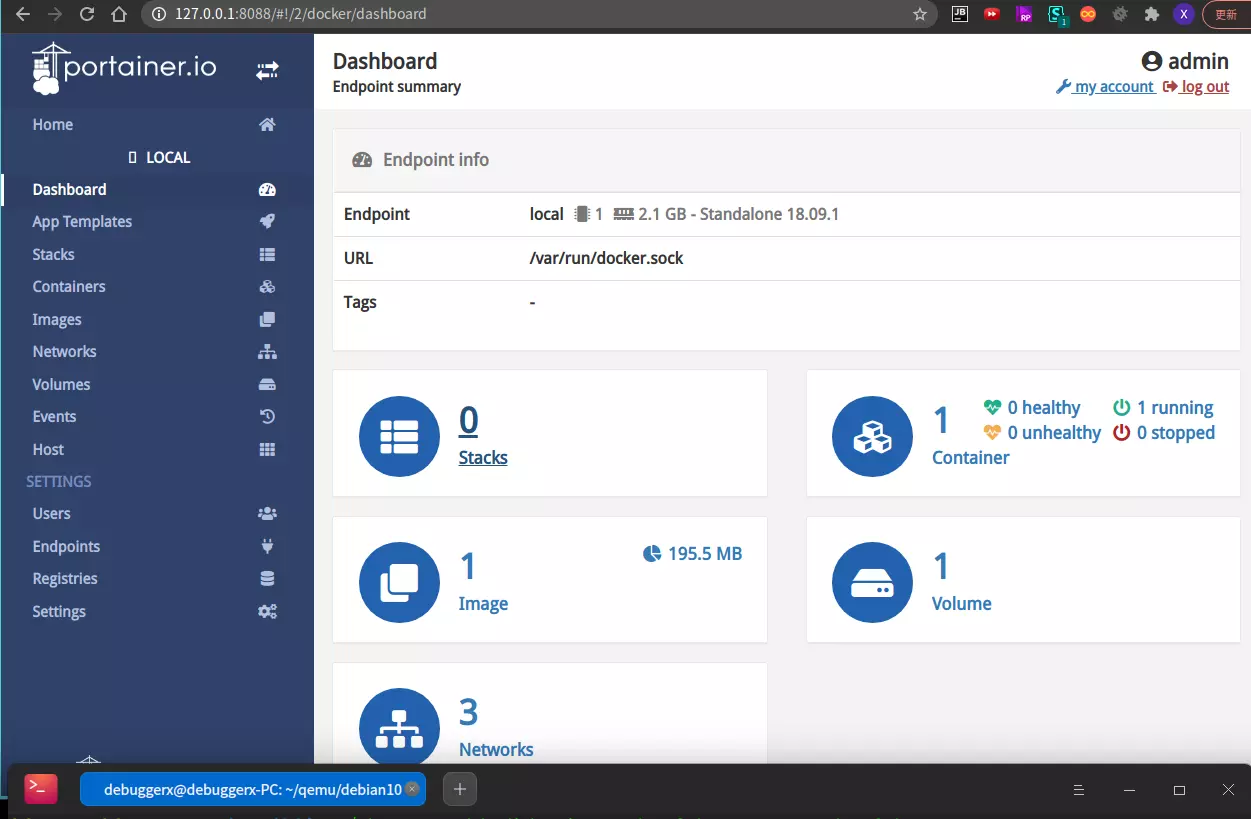 127.0.0.1:8088/#!/2/docker/dashboard
JB
RP
S
1
X
更新
portainer.io
Home
LOCAL
Dashboard
App Templates
Stacks
Containers
Images
Networks
Volumes
Events
Host
SETTINGS
Users
Endpoints
Registries
Settings
Dashboard
Endpoint summary
admin
my account log out
Endpoint info
Endpoint local 1 2.1 GB - Standalone 18.09.1
URL /var/run/docker.sock
Tags -
0
Stacks
1
Container
0 healthy 1 running
0 unhealthy 0 stopped
1
Image
195.5 MB
1
Volume
3
Networks
debuggerx@debuggerx-PC: ~/qemu/debian10